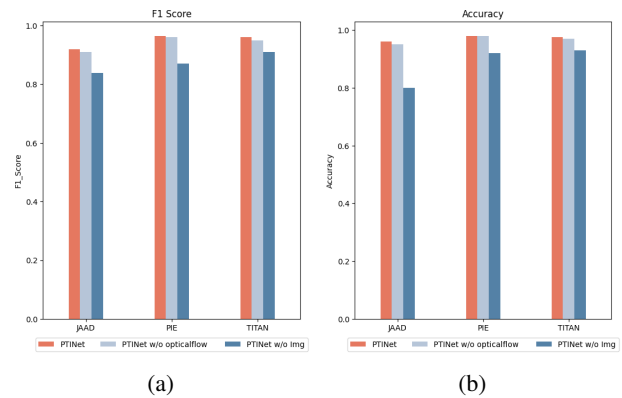 F1 Score
1.0
0.8
0.6
0.4
0.2
0.0
F1_Score
JAAD PIE TITAN
PTINet PTINet w/o opticalflow PTINet w/o Img
(a)
Accuracy
1.0
0.8
0.6
0.4
0.2
0.0
Accuracy
JAAD PIE TITAN
PTINet PTINet w/o opticalflow PTINet w/o Img
(b)